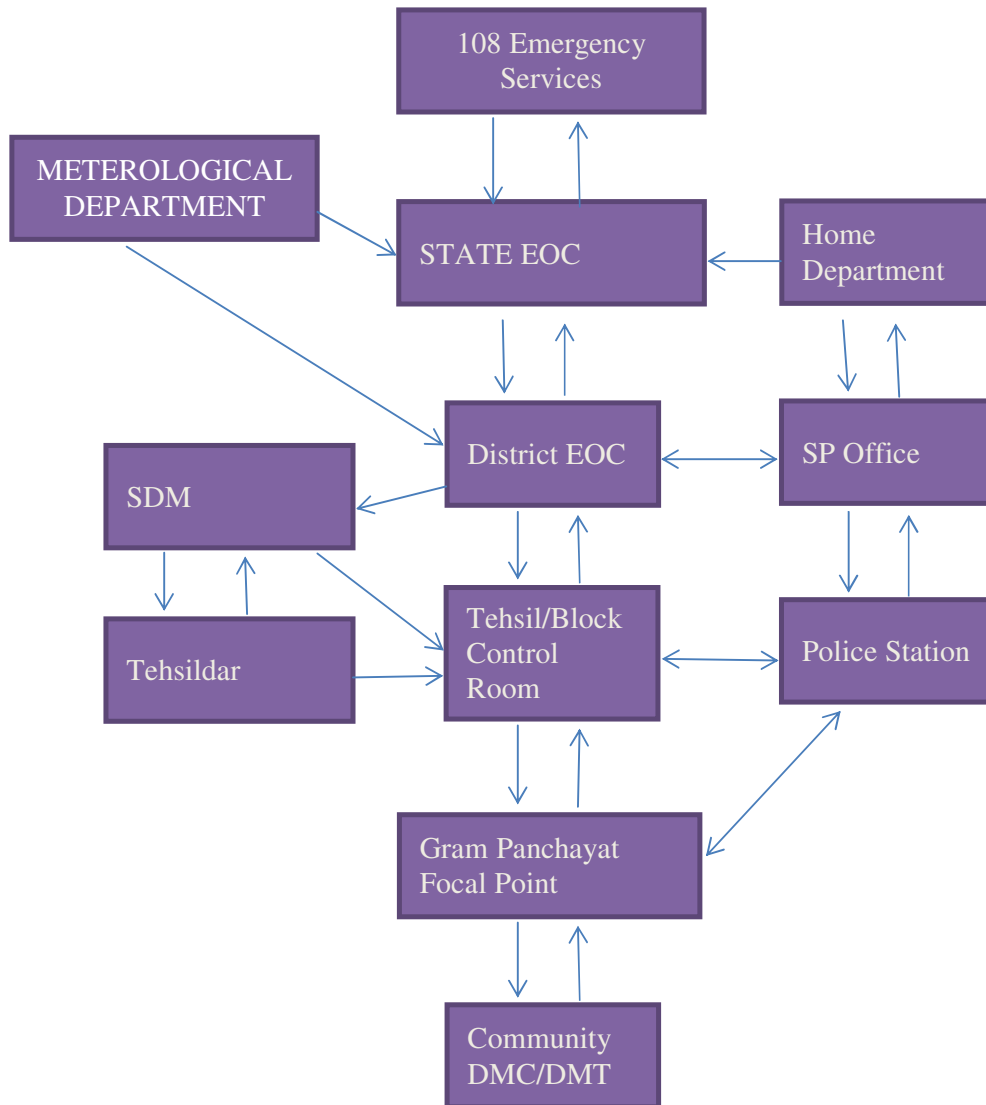 108 Emergency
Services
METEROLOGICAL
DEPARTMENT
STATE EOC
Home
Department
District EOC
SP Office
SDM
Tehsil/Block
Control
Room
Tehsildar
Police Station
Gram Panchayat
Focal Point
Community
DMC/DMT